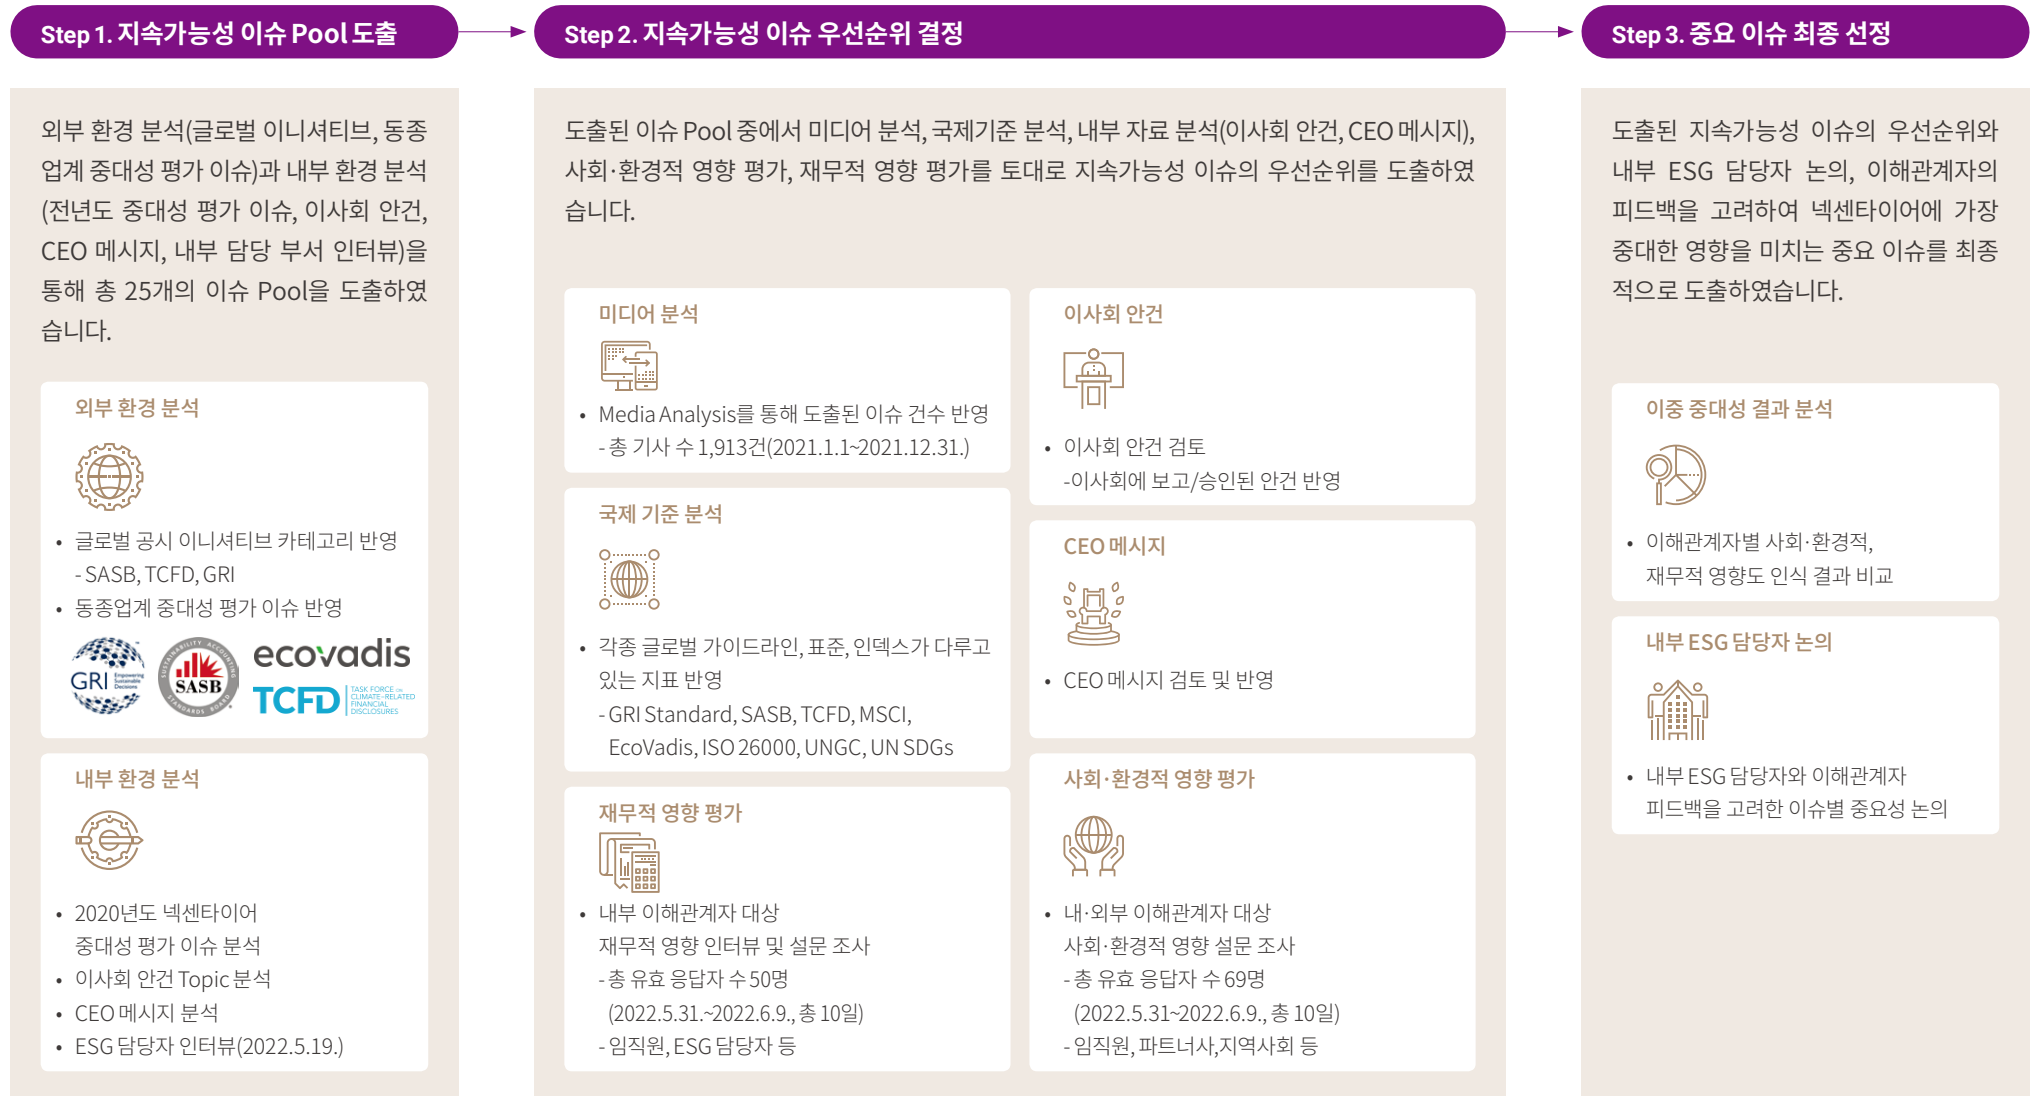 Step 1. 지속가능성 이슈 Pool 도출
외부 환경 분석(글로벌 이니셔티브, 동종
업계 중대성 평가 이슈)과 내부 환경 분석
(전년도 중대성 평가 이슈, 이사회 안건,
CEO 메시지, 내부 담당 부서 인터뷰)을
통해 총 25개의 이슈 Pool을 도출하였
습니다.
외부 환경 분석
• 글로벌 공시 이니셔티브 카테고리 반영
- SASB, TCFD, GRI
• 동종업계 중대성 평가 이슈 반영
GRI Empowering Sustainable Decisions
SUSTAINABILITY ACCOUNTING
SASB
STANDARDS BOARD
ecovadis
TCFD TASK FORCE ON CLIMATE-RELATED FINANCIAL DISCLOSURES
내부 환경 분석
• 2020년도 넥센타이어
중대성 평가 이슈 분석
• 이사회 안건 Topic 분석
• CEO 메시지 분석
• ESG 담당자 인터뷰(2022.5.19.)
Step 2. 지속가능성 이슈 우선순위 결정
도출된 이슈 Pool 중에서 미디어 분석, 국제기준 분석, 내부 자료 분석(이사회 안건, CEO 메시지),
사회·환경적 영향 평가, 재무적 영향 평가를 토대로 지속가능성 이슈의 우선순위를 도출하였
습니다.
미디어 분석
• Media Analysis를 통해 도출된 이슈 건수 반영
- 총 기사 수 1,913건(2021.1.1~2021.12.31.)
국제 기준 분석
• 각종 글로벌 가이드라인, 표준, 인덱스가 다루고
있는 지표 반영
- GRI Standard, SASB, TCFD, MSCI,
EcoVadis, ISO 26000, UNGC, UN SDGs
재무적 영향 평가
• 내부 이해관계자 대상
재무적 영향 인터뷰 및 설문 조사
- 총 유효 응답자 수 50명
(2022.5.31.~2022.6.9., 총 10일)
- 임직원, ESG 담당자 등
이사회 안건
• 이사회 안건 검토
-이사회에 보고/승인된 안건 반영
CEO 메시지
• CEO 메시지 검토 및 반영
사회·환경적 영향 평가
• 내·외부 이해관계자 대상
사회·환경적 영향 설문 조사
- 총 유효 응답자 수 69명
(2022.5.31~2022.6.9., 총 10일)
- 임직원, 파트너사,지역사회 등
Step 3. 중요 이슈 최종 선정
도출된 지속가능성 이슈의 우선순위와
내부 ESG 담당자 논의, 이해관계자의
피드백을 고려하여 넥센타이어에 가장
중대한 영향을 미치는 중요 이슈를 최종
적으로 도출하였습니다.
이중 중대성 결과 분석
• 이해관계자별 사회·환경적,
재무적 영향도 인식 결과 비교
내부 ESG 담당자 논의
• 내부 ESG 담당자와 이해관계자
피드백을 고려한 이슈별 중요성 논의